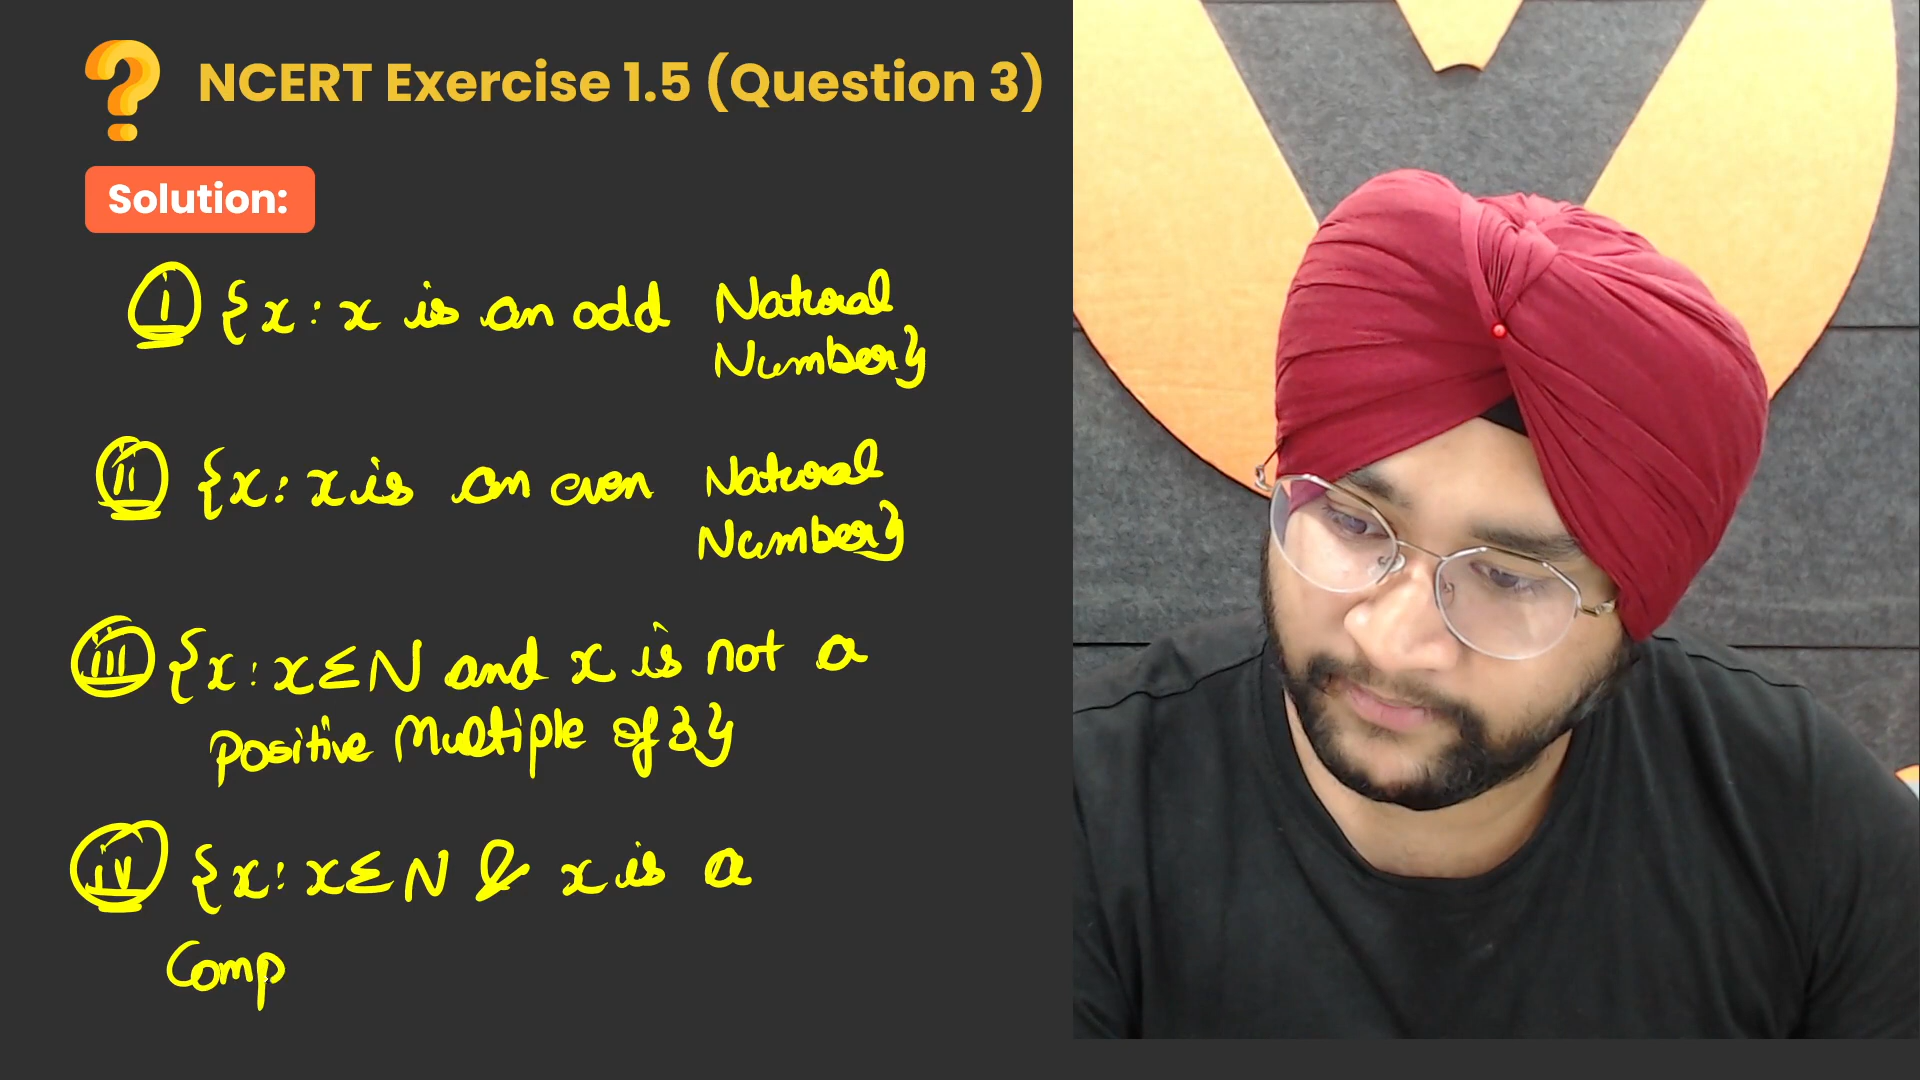 NCERT Exercise 1.5 (Question 3)
Solution:
i {x : x is an odd Natural
Number}
ii {x : x is an even Natural
Number}
iii {x : x ∈ N and x is not a
Positive Multiple of 3}
iv {x : x ∈ N & x is a
Comp